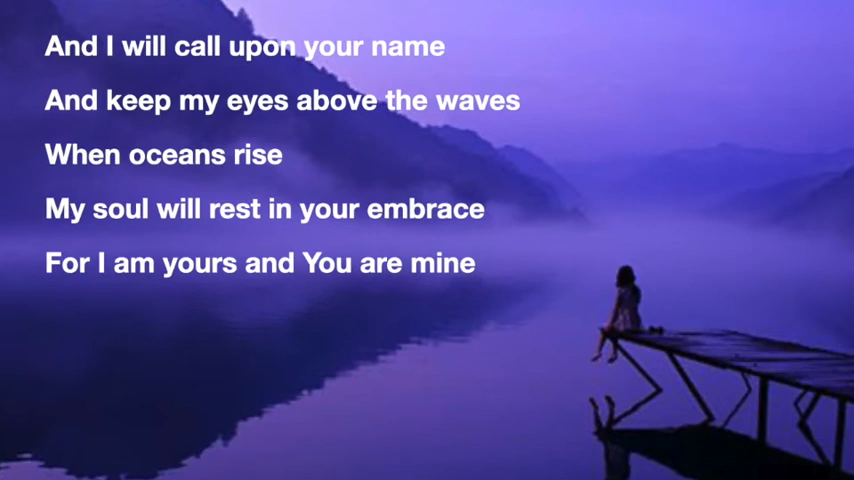 And I will call upon your name
And keep my eyes above the waves
When oceans rise
My soul will rest in your embrace
For I am yours and You are mine